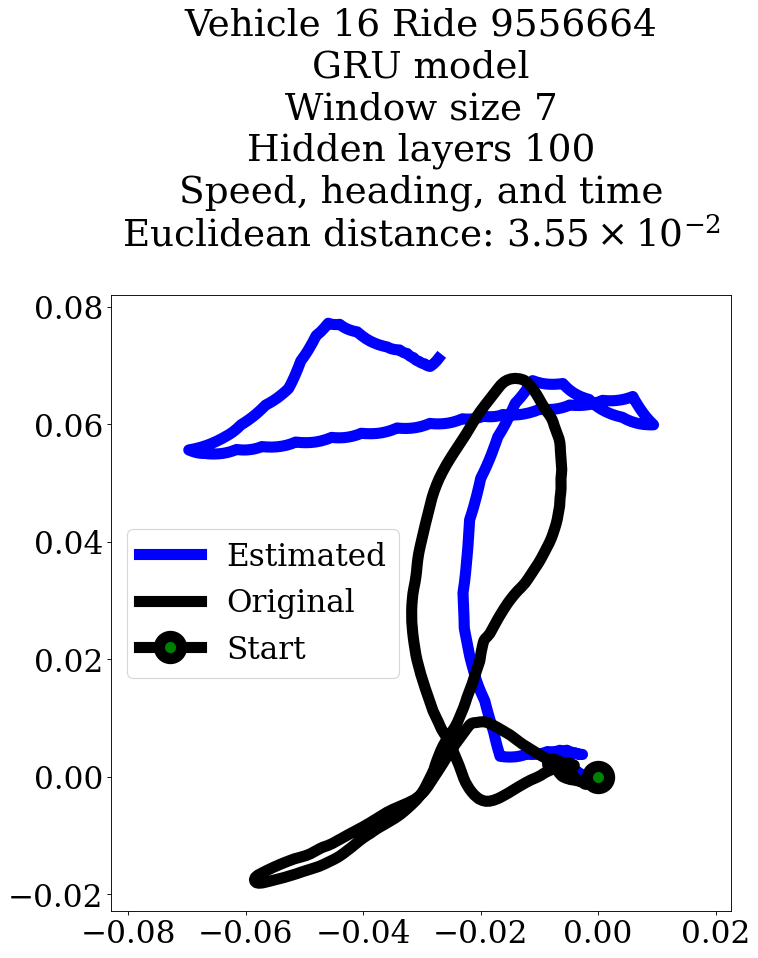 Vehicle 16 Ride 9556664
GRU model
Window size 7
Hidden layers 100
Speed, heading, and time
Euclidean distance: 3.55 × 10⁻²
0.08
0.06
0.04
0.02
0.00
−0.02
Estimated
Original
Start
−0.08 −0.06 −0.04 −0.02 0.00 0.02